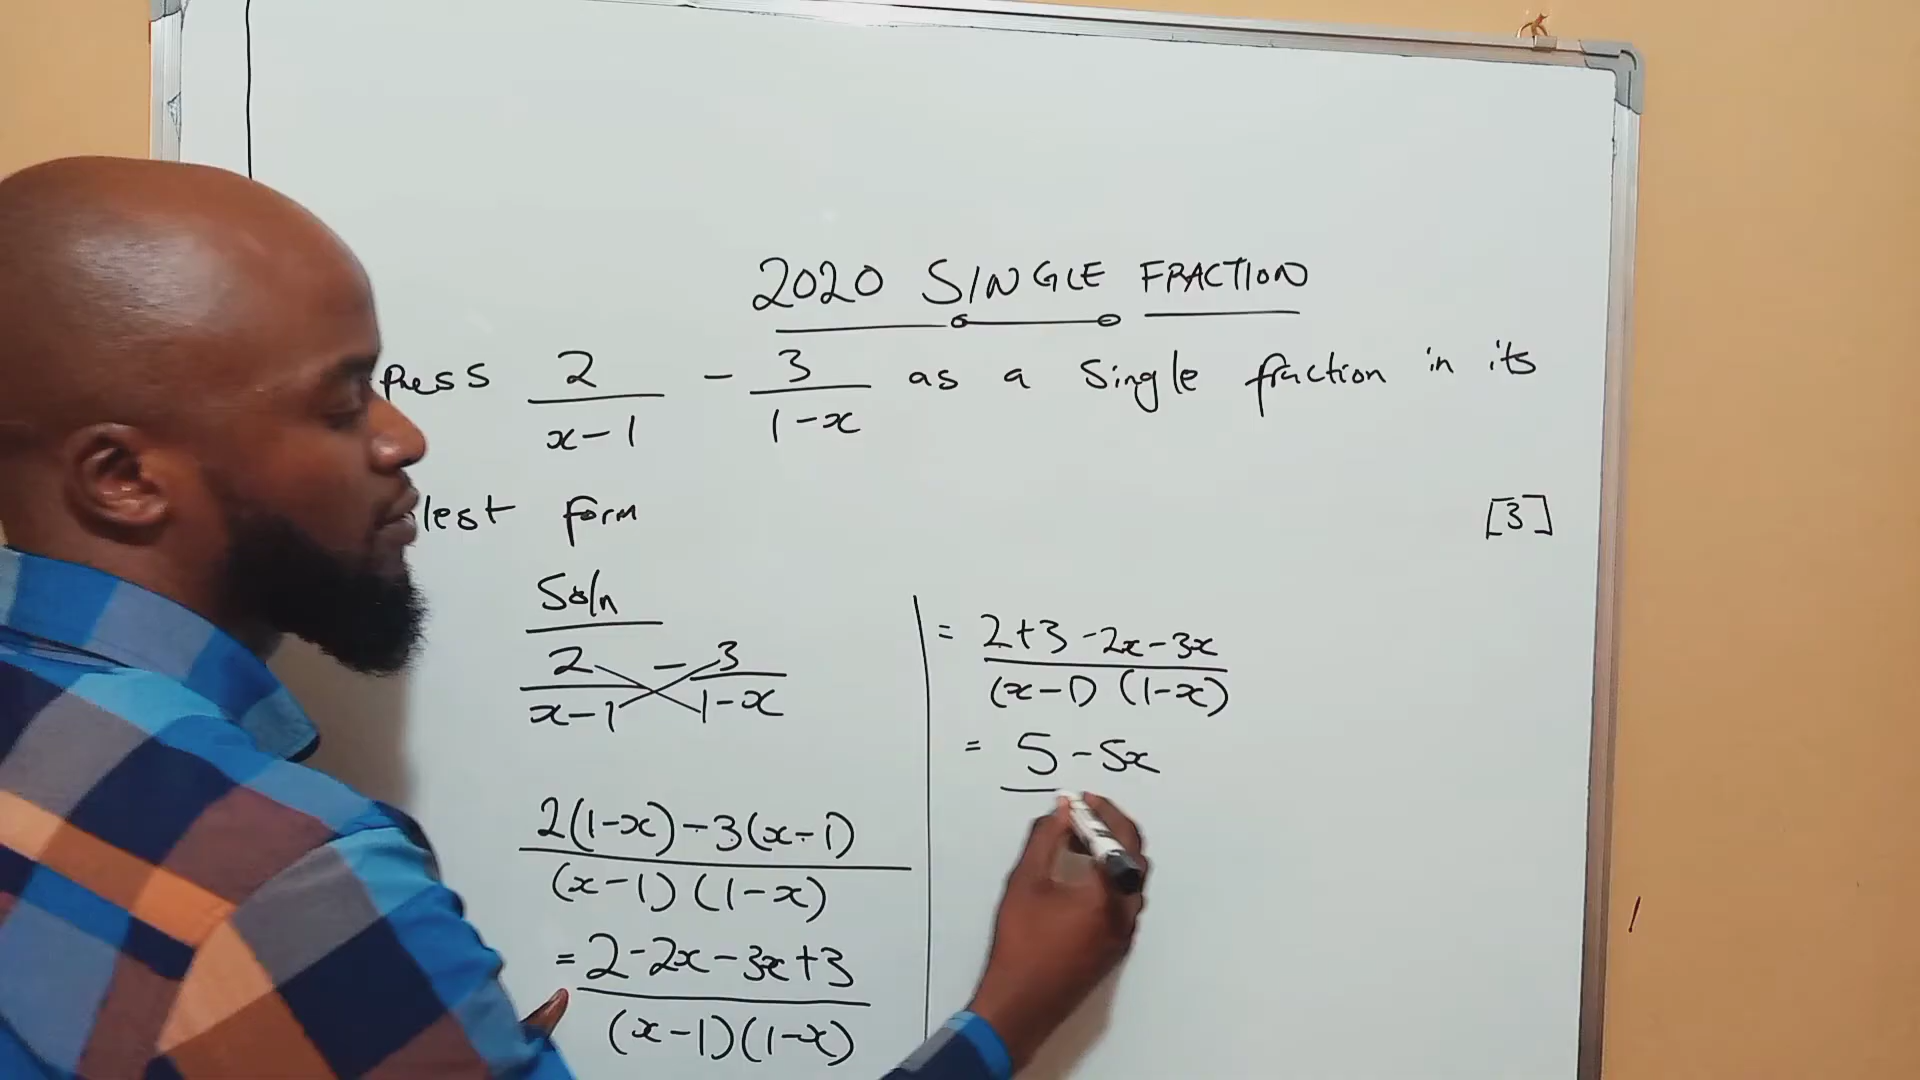 2020 SINGLE FRACTION
press 2/(x-1) - 3/(1-x) as a single fraction in its
lest form [3]
Soln
2/(x-1) - 3/(1-x)
2(1-x)-3(x-1)
(x-1)(1-x)
= 2-2x-3x+3
(x-1)(1-x)
= 2+3-2x-3x
(x-1)(1-x)
= 5-5x